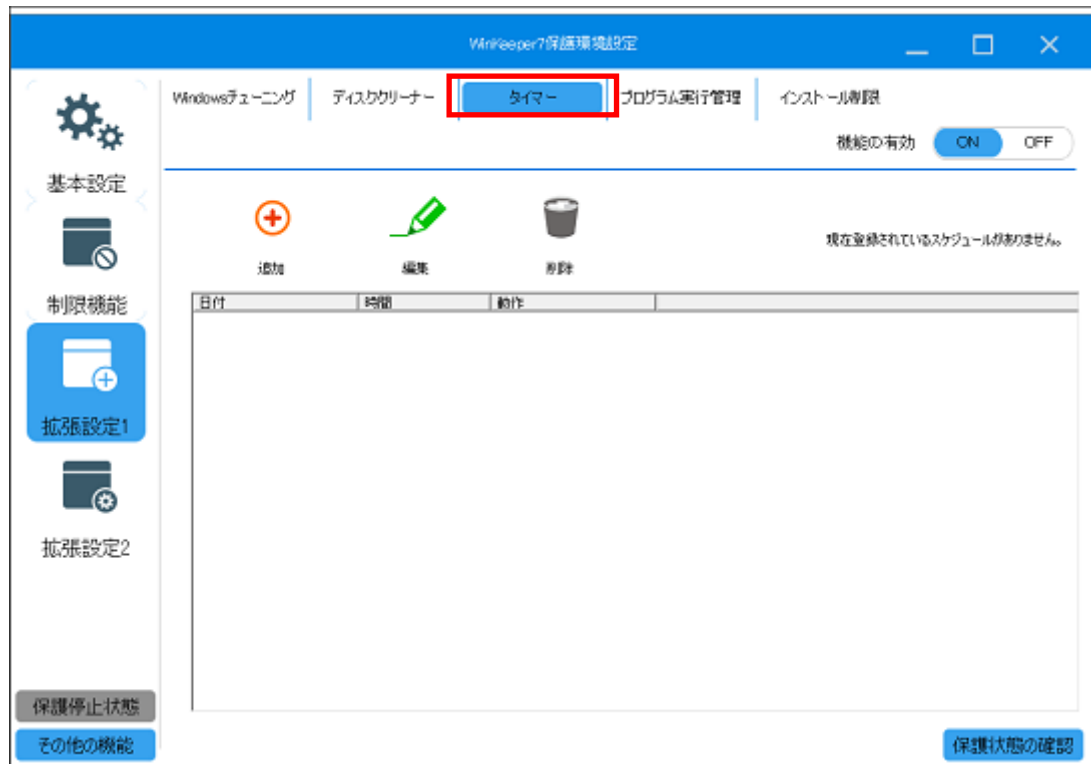 WinKeeper7保護環境設定
Windowsチューニング ディスククリーナー タイマー プログラム実行管理 インストール制限
機能の有効 ON OFF
基本設定
制限機能
拡張設定1
拡張設定2
追加 編集 削除
現在登録されているスケジュールがありません。
日付 時間 動作
保護停止状態
その他の機能
保護状態の確認